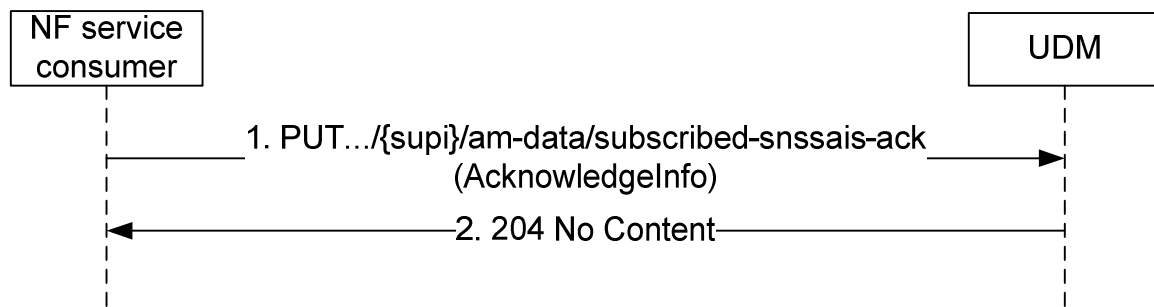 NF service
consumer
UDM
1. PUT.../{supi}/am-data/subscribed-snssais-ack
(AcknowledgeInfo)
2. 204 No Content